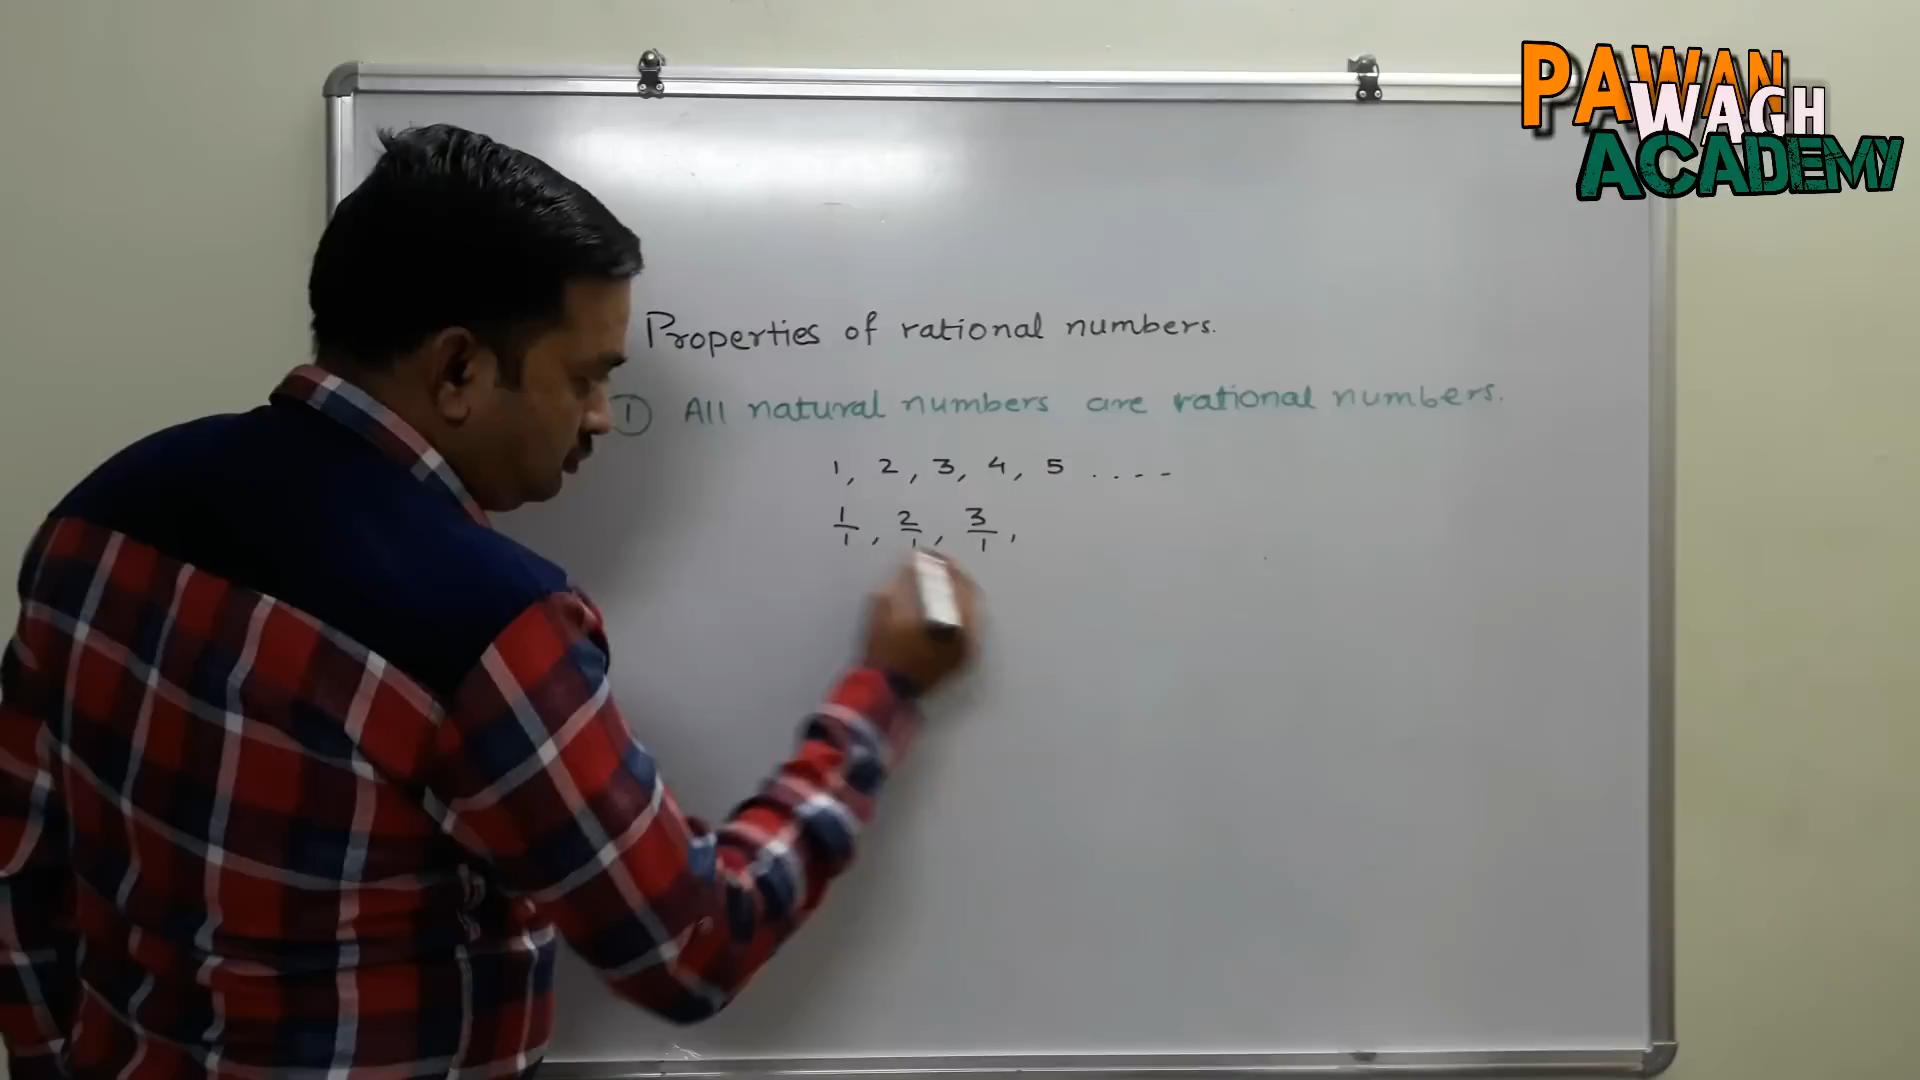 PAWAN
WAGH
ACADEMY
Properties of rational numbers.
① All natural numbers are rational numbers.
1, 2, 3, 4, 5 ....
1/1, 2/1, 3/1,